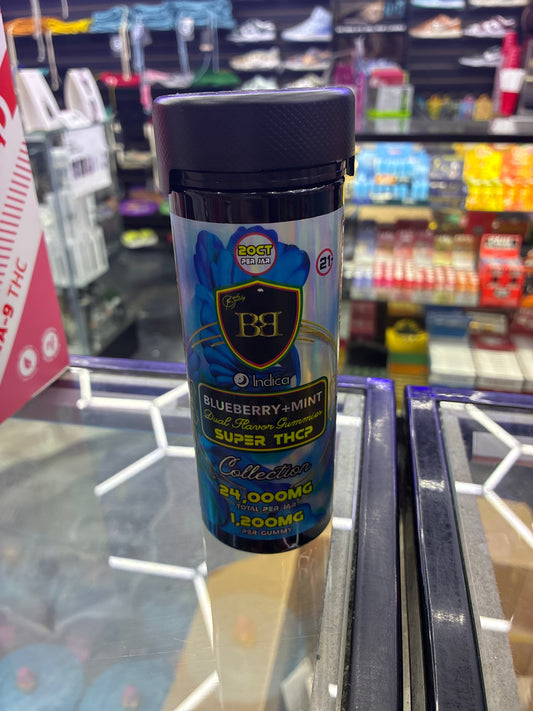 20CT
PER JAR
21+
BB
Indica
BLUEBERRY+MINT
Dual Flavor Gummies
SUPER THCP
Collection
24,000MG
TOTAL PER JAR
1,200MG
PER GUMMY
A-9 THC